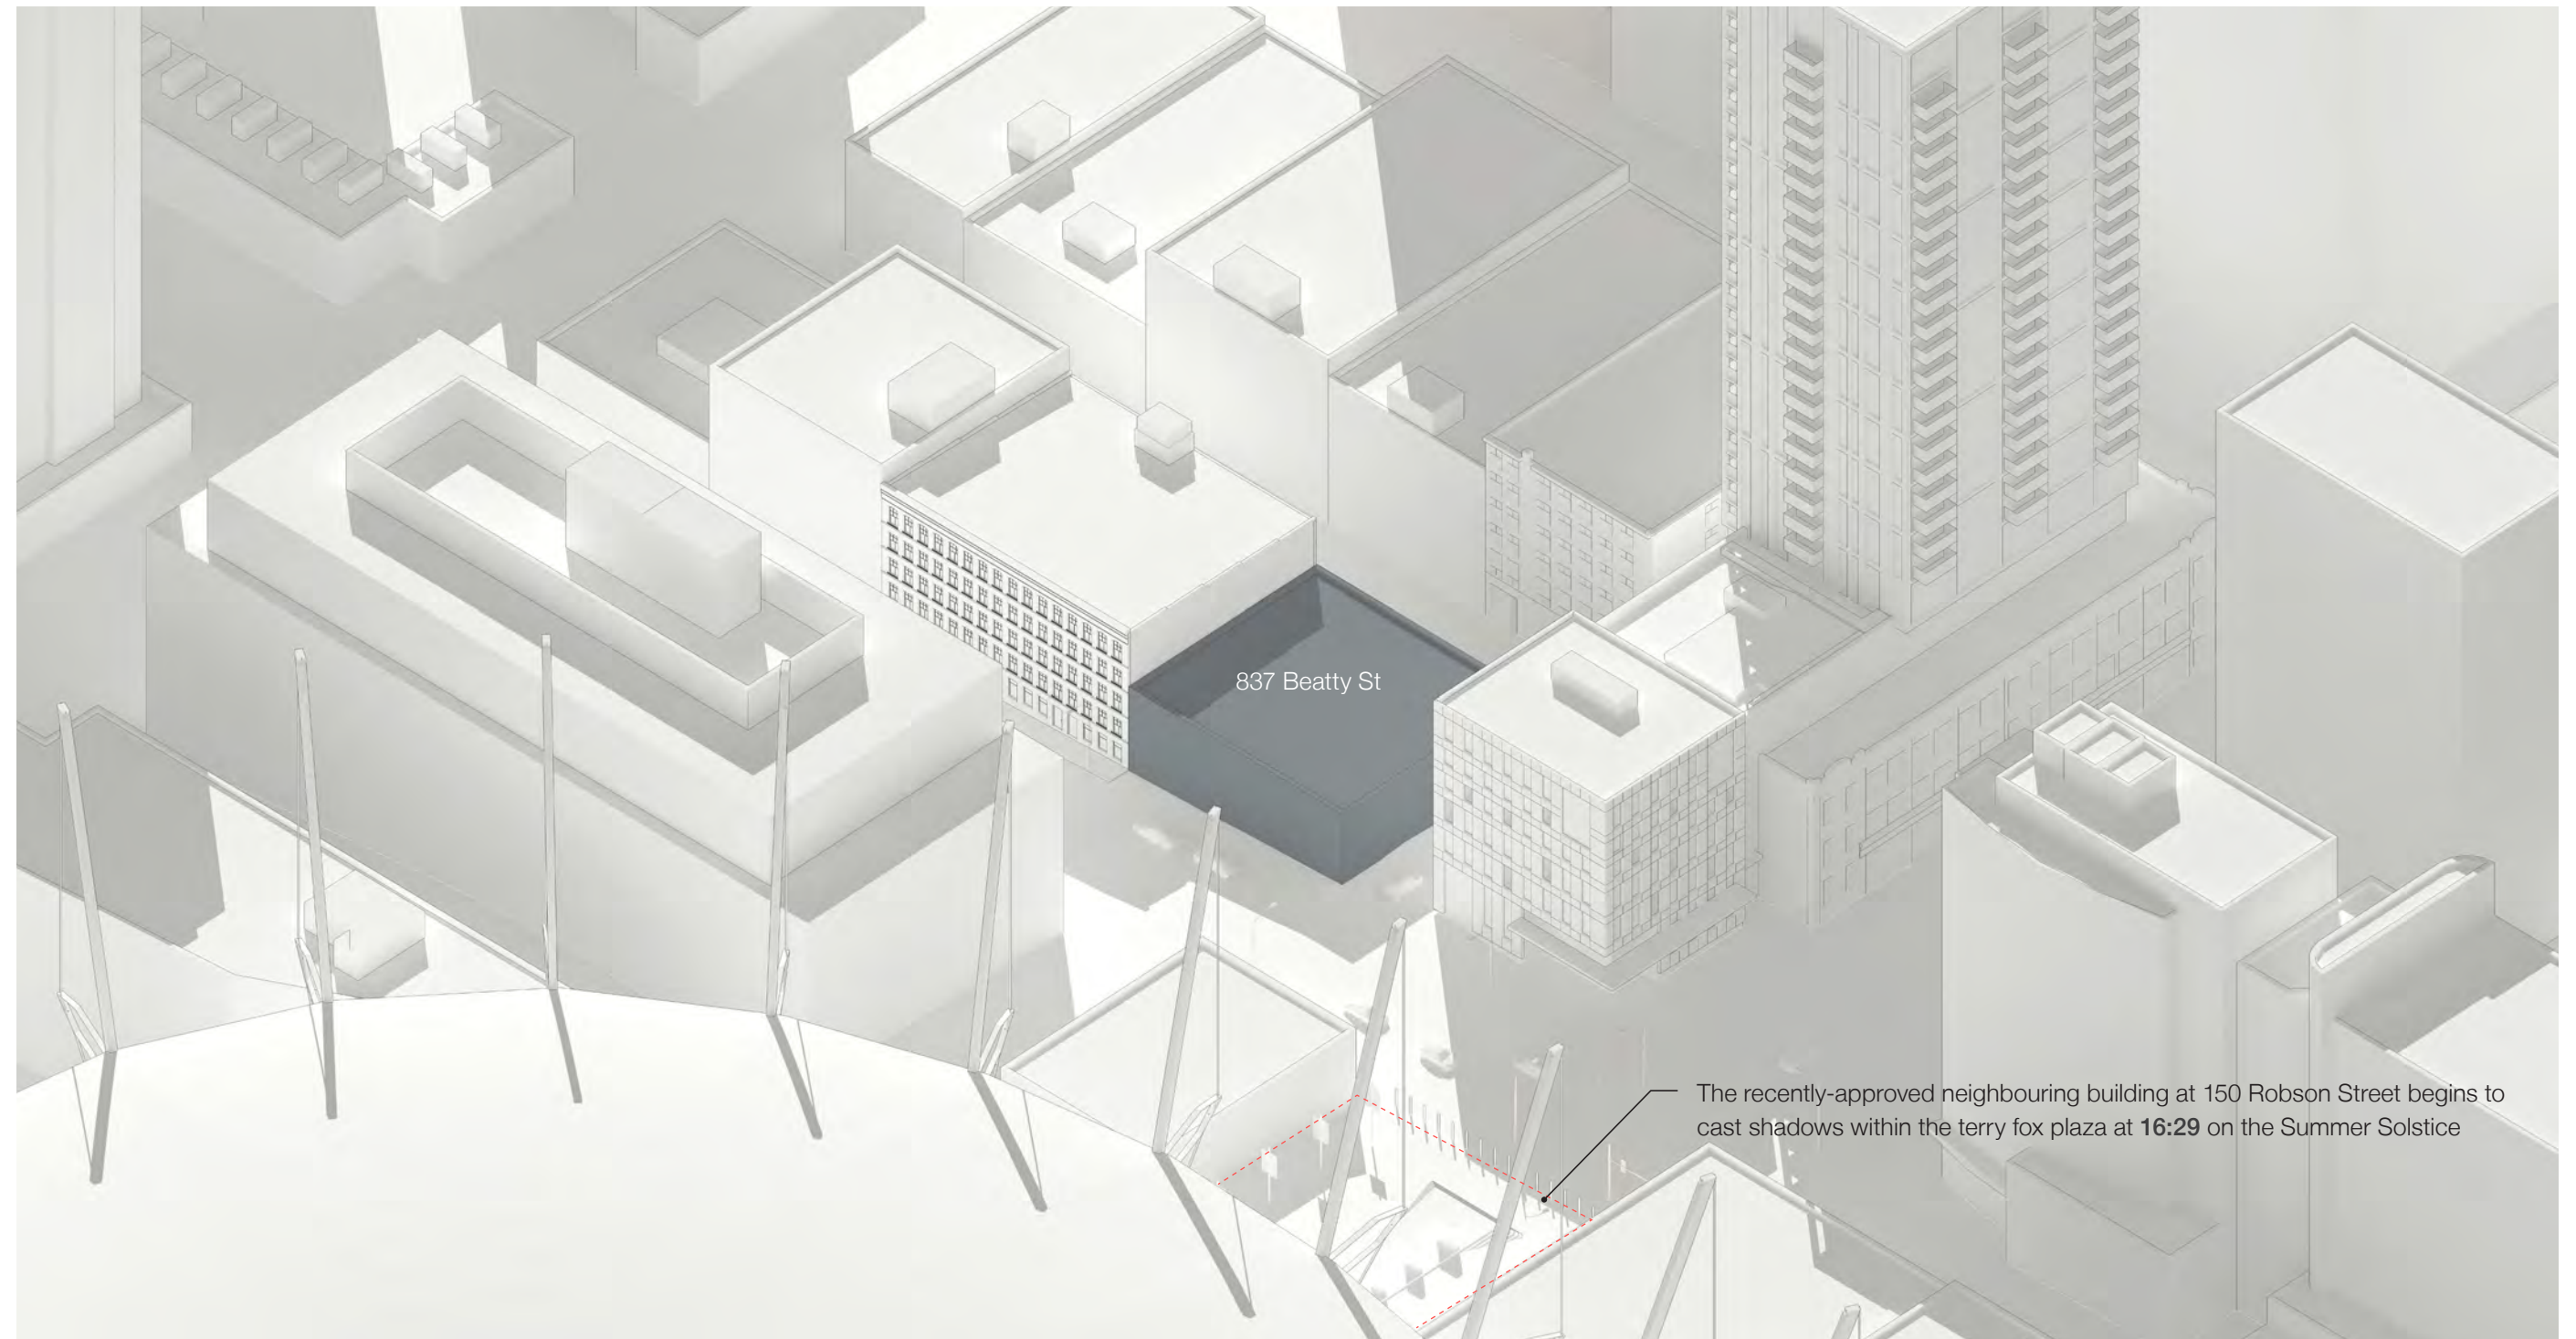 837 Beatty St
The recently-approved neighbouring building at 150 Robson Street begins to
cast shadows within the terry fox plaza at 16:29 on the Summer Solstice